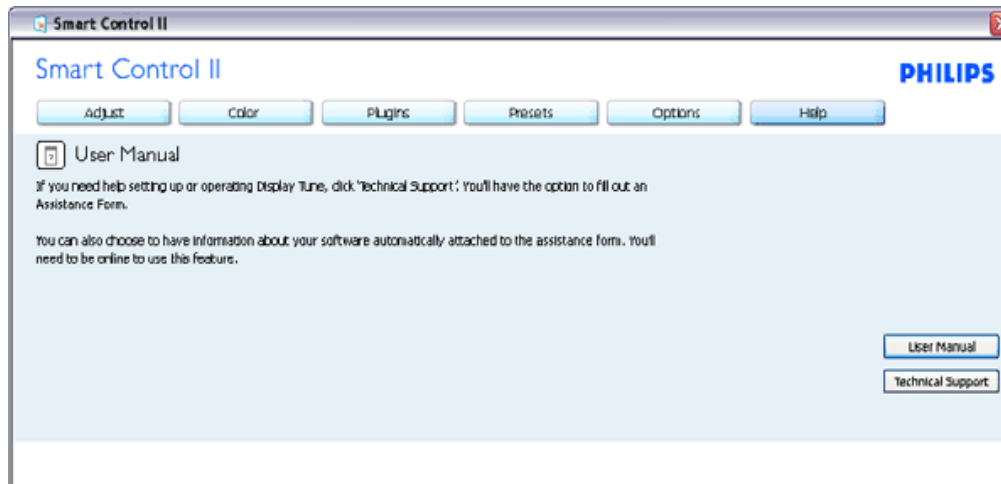 Smart Control II
Smart Control II
PHILIPS
Adjust Color Plugins Presets Options Help
User Manual
If you need help setting up or operating Display Tune, click 'Technical Support'. You'll have the option to fill out an
Assistance Form.
You can also choose to have information about your software automatically attached to the assistance form. You'll
need to be online to use this feature.
User Manual
Technical Support